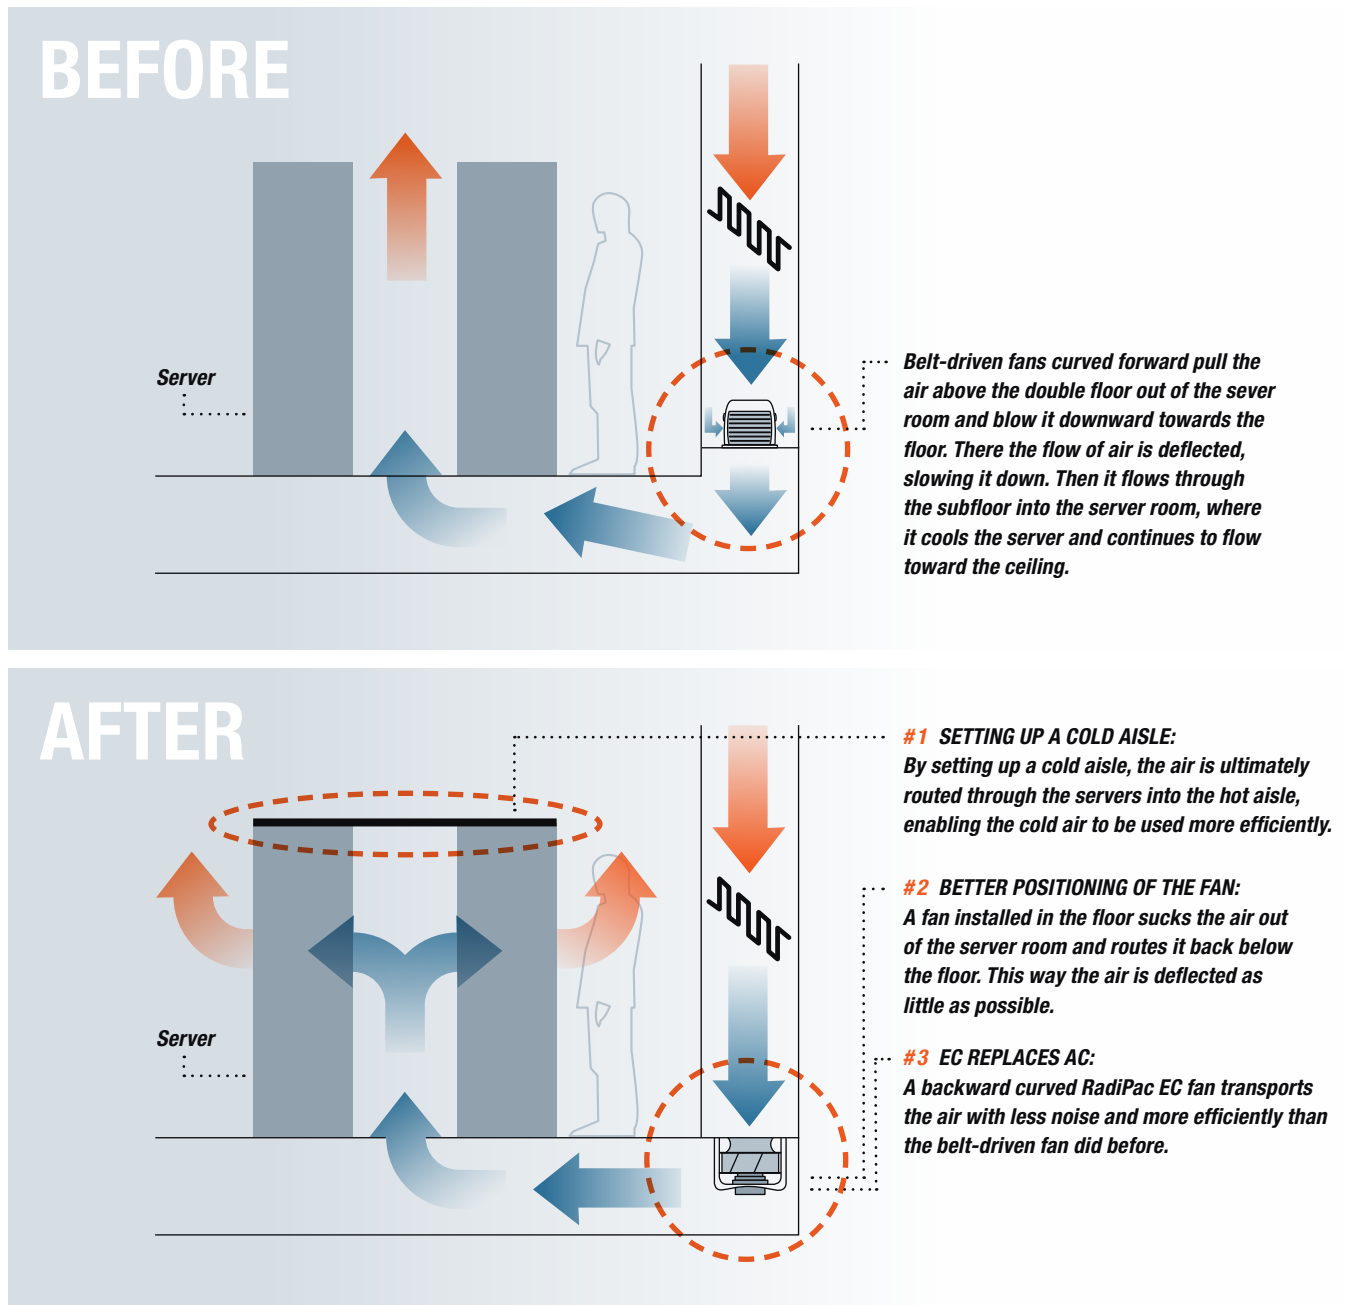 BEFORE
Server
Belt-driven fans curved forward pull the
air above the double floor out of the sever
room and blow it downward towards the
floor. There the flow of air is deflected,
slowing it down. Then it flows through
the subfloor into the server room, where
it cools the server and continues to flow
toward the ceiling.
AFTER
Server
#1 SETTING UP A COLD AISLE:
By setting up a cold aisle, the air is ultimately
routed through the servers into the hot aisle,
enabling the cold air to be used more efficiently.
#2 BETTER POSITIONING OF THE FAN:
A fan installed in the floor sucks the air out
of the server room and routes it back below
the floor. This way the air is deflected as
little as possible.
#3 EC REPLACES AC:
A backward curved RadiPac EC fan transports
the air with less noise and more efficiently than
the belt-driven fan did before.